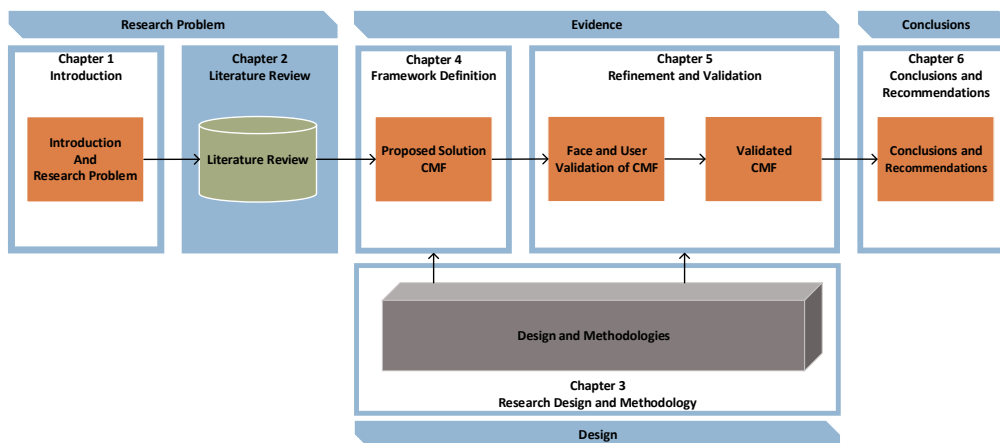 Research Problem
Evidence
Conclusions
Chapter 1
Introduction
Chapter 2
Literature Review
Chapter 4
Framework Definition
Chapter 5
Refinement and Validation
Chapter 6
Conclusions and
Recommendations
Introduction
And
Research Problem
Literature Review
Proposed Solution
CMF
Face and User
Validation of CMF
Validated
CMF
Conclusions and
Recommendations
Design and Methodologies
Chapter 3
Research Design and Methodology
Design